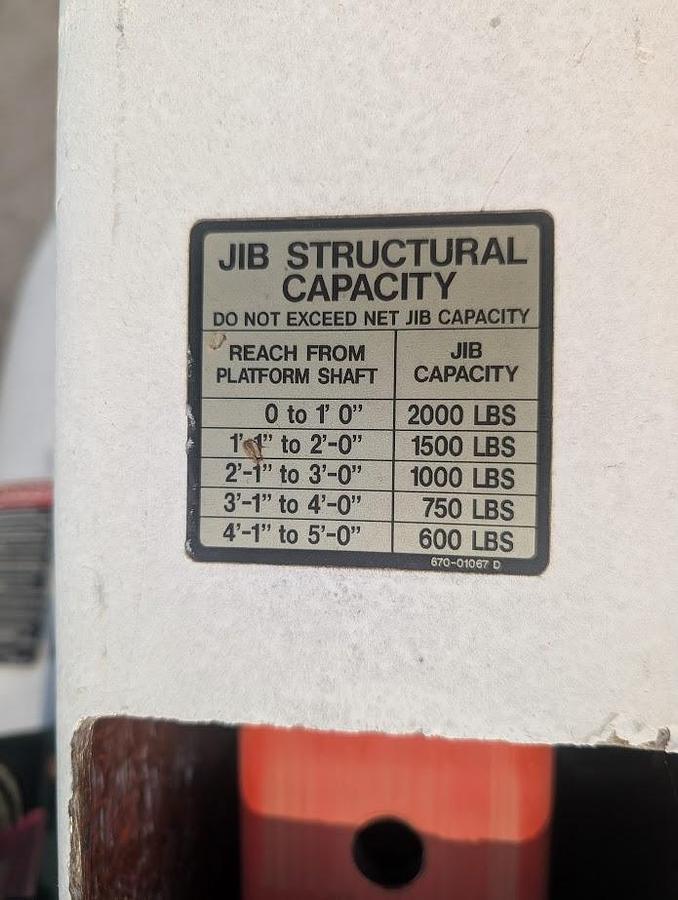 JIB STRUCTURAL
CAPACITY
DO NOT EXCEED NET JIB CAPACITY
REACH FROM
PLATFORM SHAFT
JIB
CAPACITY
0 to 1' 0" 2000 LBS
1'-1" to 2'-0" 1500 LBS
2'-1" to 3'-0" 1000 LBS
3'-1" to 4'-0" 750 LBS
4'-1" to 5'-0" 600 LBS
670-01067 D